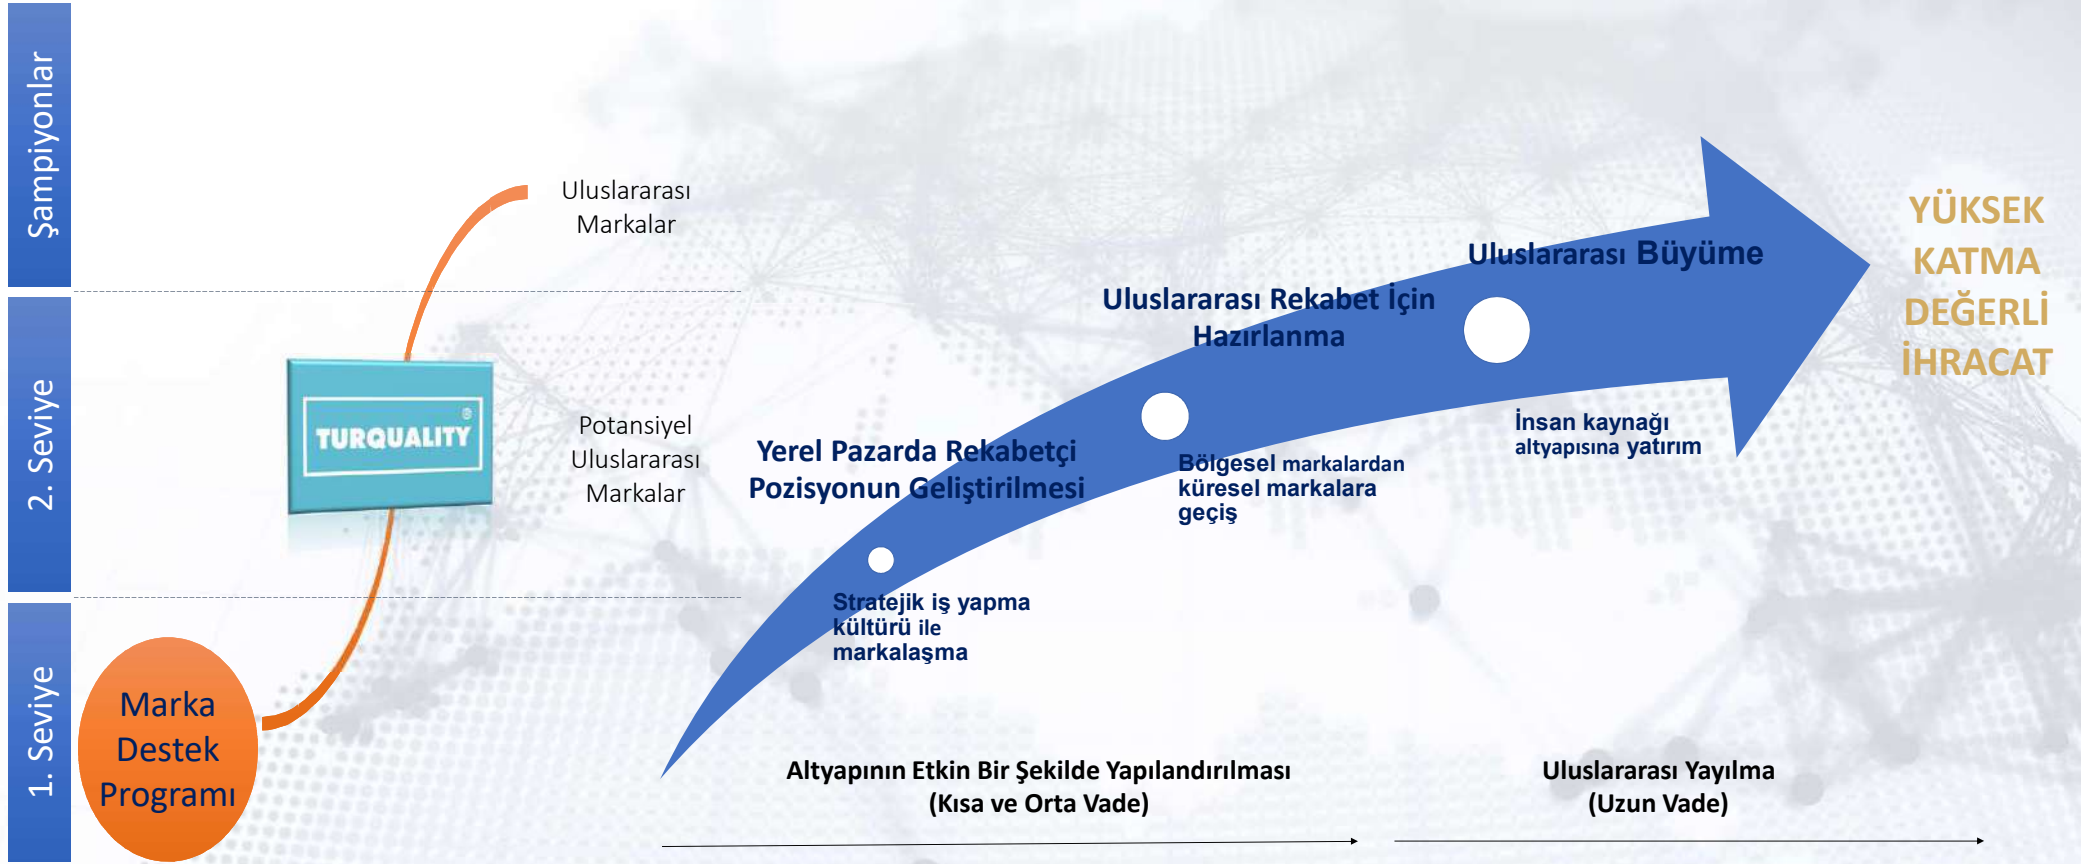 Şampiyonlar
2. Seviye
1. Seviye
Uluslararası
Markalar
TURQUALITY®
Potansiyel
Uluslararası
Markalar
Marka
Destek
Programı
Yerel Pazarda Rekabetçi
Pozisyonun Geliştirilmesi
Stratejik iş yapma
kültürü ile
markalaşma
Uluslararası Rekabet İçin
Hazırlanma
Bölgesel markalardan
küresel markalara
geçiş
Uluslararası Büyüme
İnsan kaynağı
altyapısına yatırım
YÜKSEK
KATMA
DEĞERLİ
İHRACAT
Altyapının Etkin Bir Şekilde Yapılandırılması
(Kısa ve Orta Vade)
Uluslararası Yayılma
(Uzun Vade)